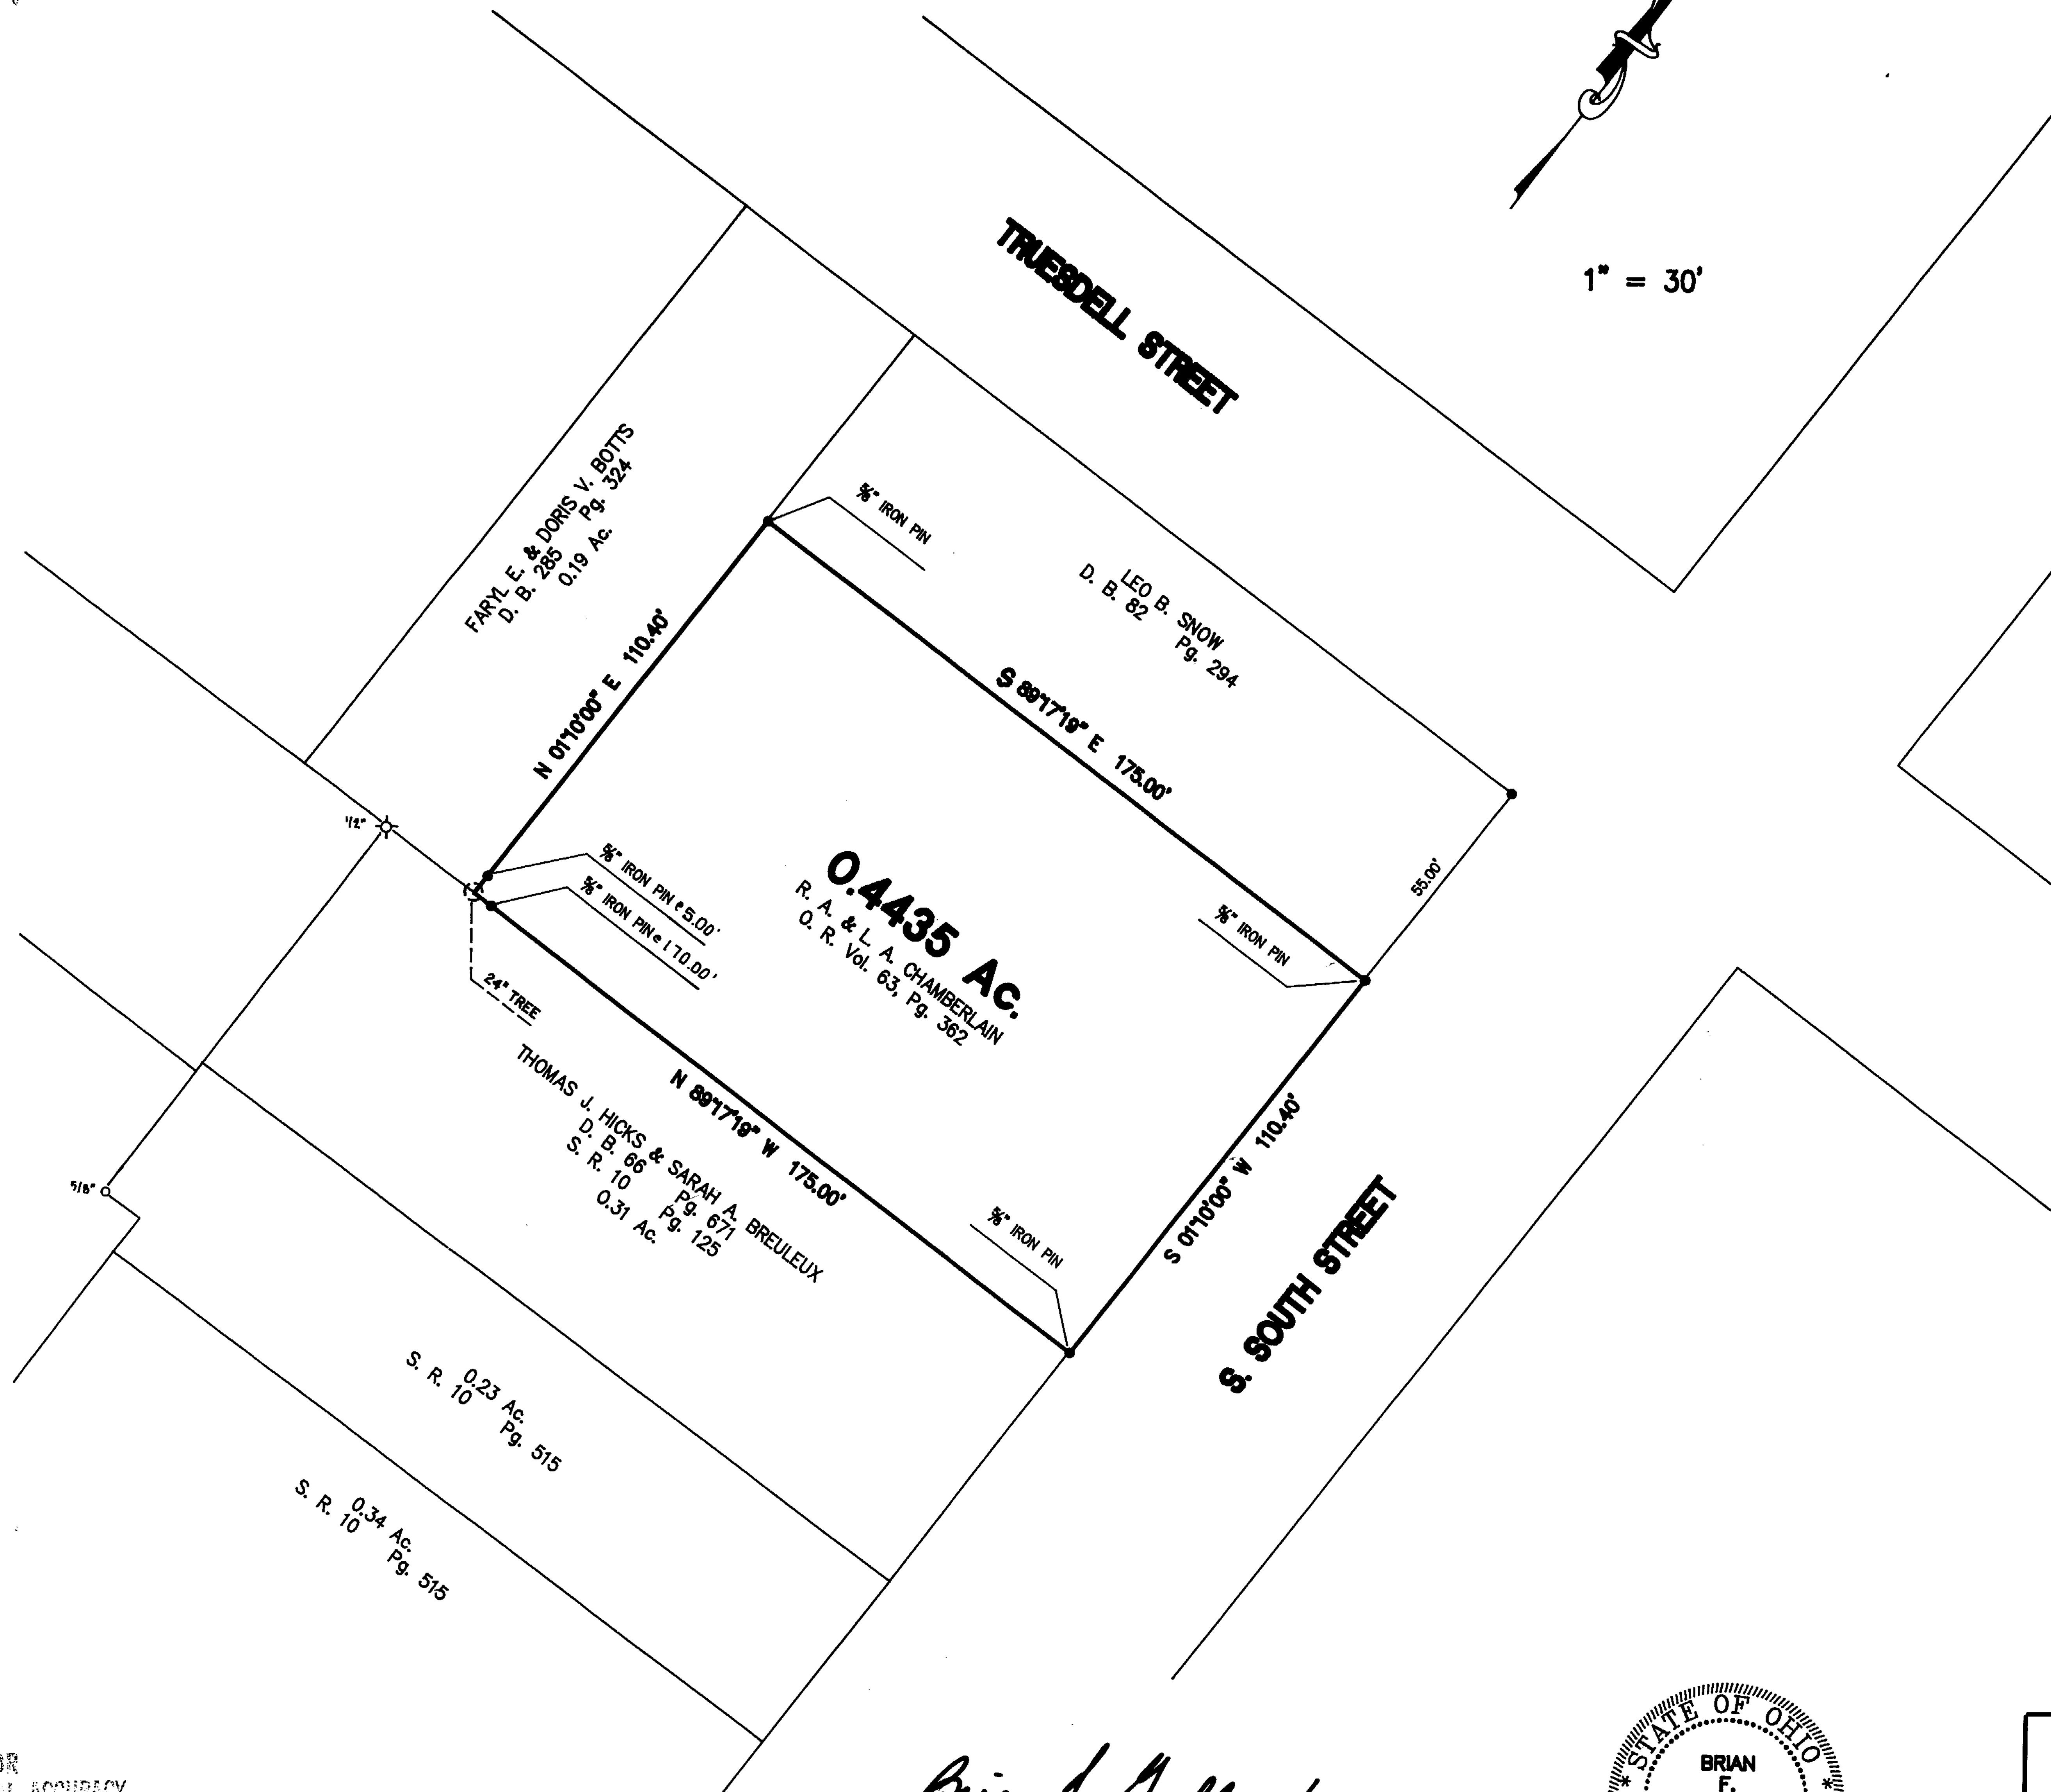 TRUESDELL STREET
1" = 30'
FARYL E. & DORIS V. BOTTS
D. B. 285 Pg. 324
0.19 Ac.
5/8" IRON PIN
LEO B. SNOW
D. B. 82 Pg. 294
N 01°10'00" E 110.40'
S 89°17'19" E 175.00'
55.00'
1/2"
5/8" IRON PIN @ 5.00'
5/8" IRON PIN @ 170.00'
24" TREE
0.4435 Ac.
R. A. & L. A. CHAMBERLAIN
O. R. Vol. 63, Pg. 362
5/8" IRON PIN
THOMAS J. HICKS & SARAH A. BREULEUX
D. B. 66 Pg. 671
S. R. 10 Pg. 125
0.31 Ac.
N 89°17'19" W 175.00'
S 01°10'00" W 110.40'
5/8" IRON PIN
S. SOUTH STREET
5/8"
0.23 Ac.
S. R. 10 Pg. 515
0.34 Ac.
S. R. 10 Pg. 515
* STATE OF OHIO *
BRIAN
F.
ACCURACY